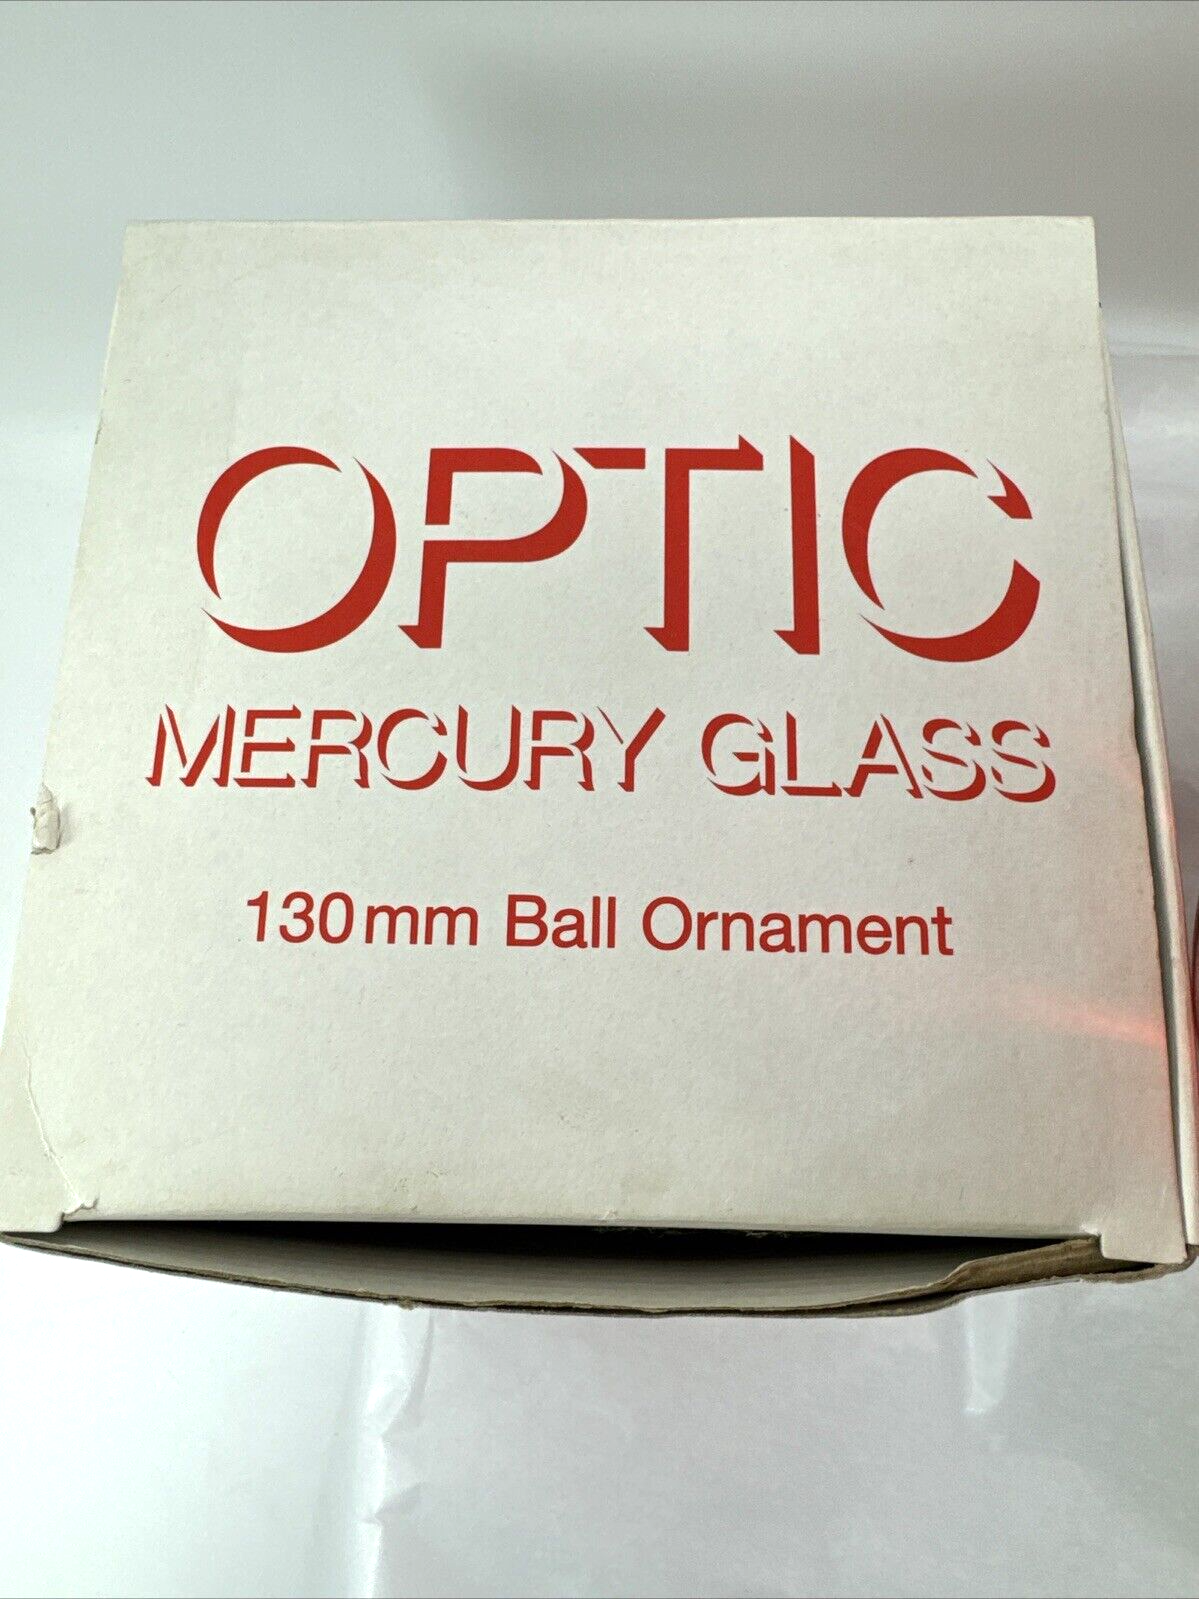 OPTIC
MERCURY GLASS
130mm Ball Ornament